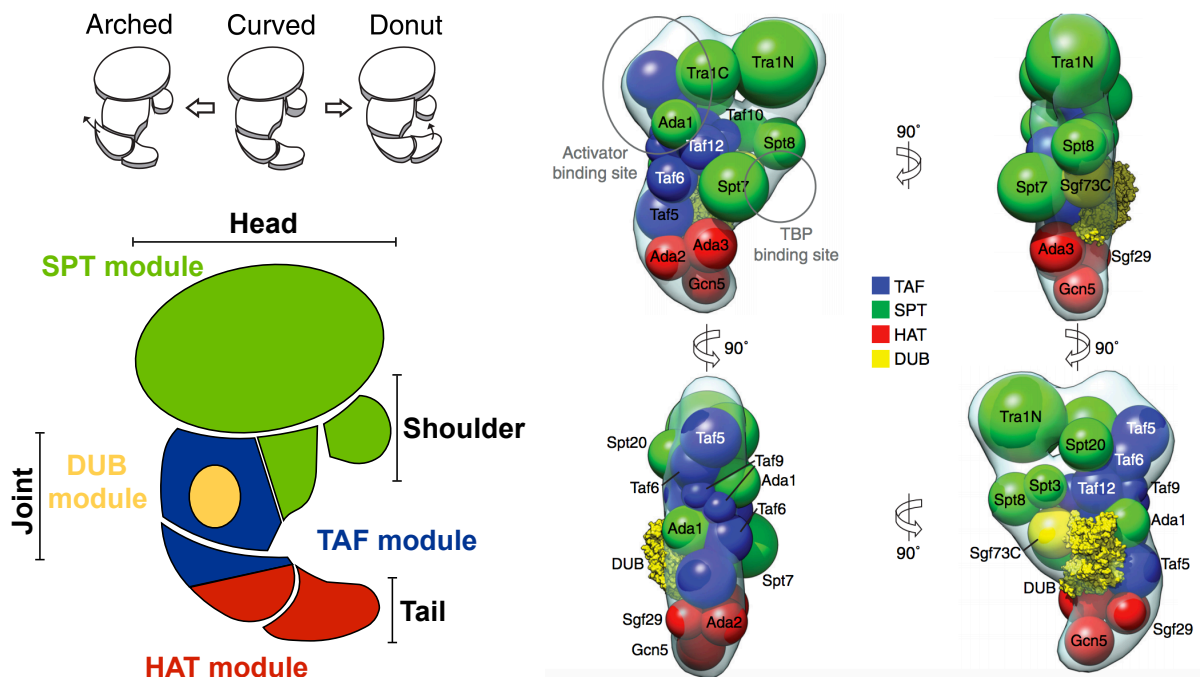 Arched
Curved
Donut
Head
SPT module
Shoulder
Joint
DUB
module
TAF module
Tail
HAT module
Tra1C
Tra1N
Ada1
Taf10
Taf12
Spt8
Activator
binding site
Taf6
Spt7
Taf5
TBP
binding site
Ada2
Ada3
Gcn5
90°
Tra1N
Spt8
Spt7
Sgf73C
Ada3
Sgf29
Gcn5
TAF
SPT
HAT
DUB
90°
90°
Spt20
Taf5
Taf9
Taf6
Ada1
Taf6
Ada1
DUB
Spt7
Sgf29
Ada2
Gcn5
90°
Tra1N
Taf5
Spt20
Taf6
Spt3
Spt8
Taf12
Taf9
Ada1
Sgf73C
Taf5
DUB
Sgf29
Gcn5